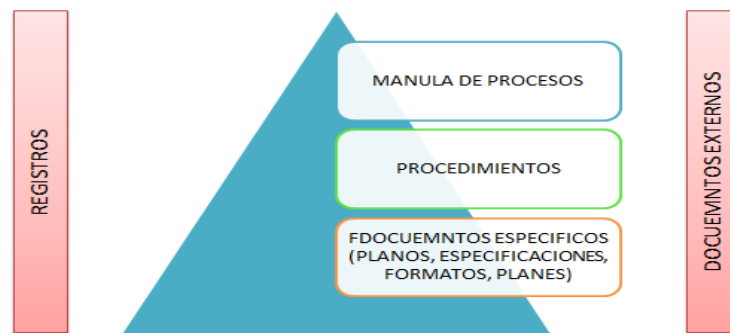 REGISTROS
MANULA DE PROCESOS
PROCEDIMIENTOS
FDOCUEMNTOS ESPECIFICOS
(PLANOS, ESPECIFICACIONES,
FORMATOS, PLANES)
DOCUEMNTOS EXTERNOS